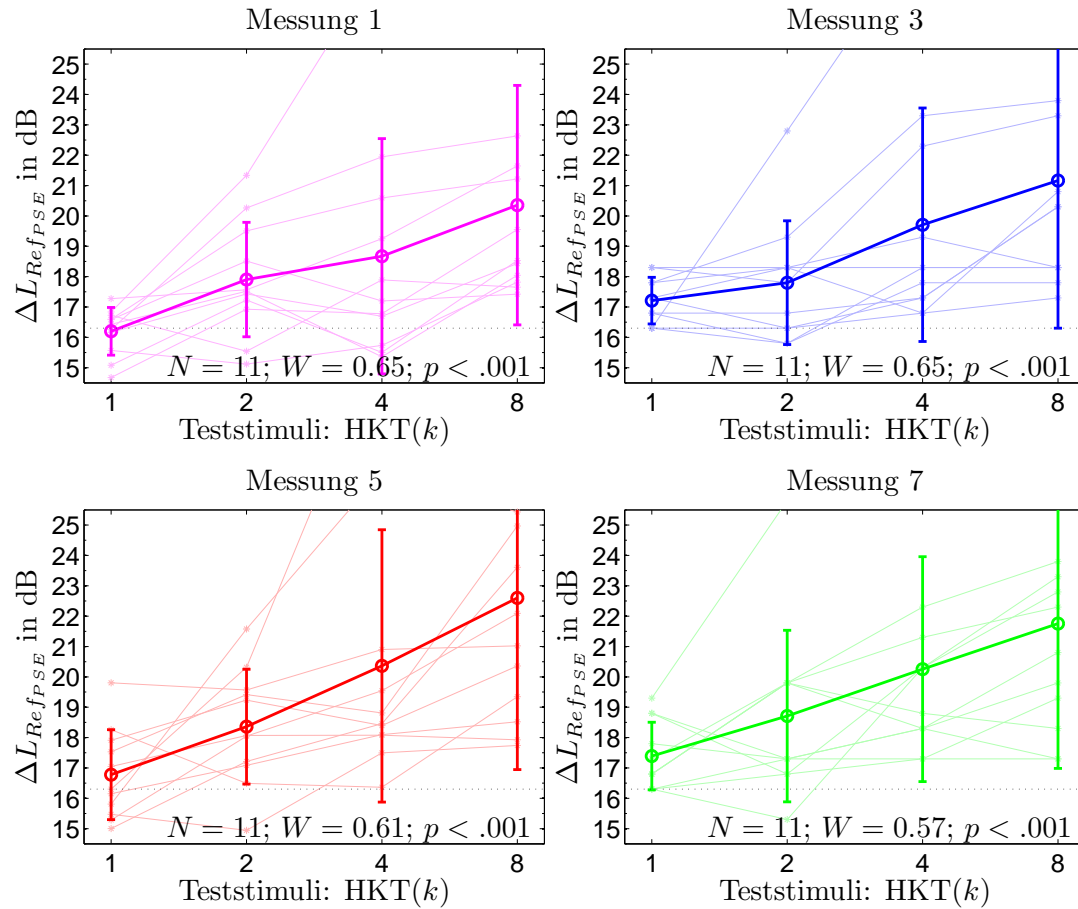 Messung 1
25
24
23
22
21
20
19
18
17
16
15
ΔL_{Ref_{PSE}} in dB
N = 11; W = 0.65; p < .001
1 2 4 8
Teststimuli: HKT(k)
Messung 3
25
24
23
22
21
20
19
18
17
16
15
ΔL_{Ref_{PSE}} in dB
N = 11; W = 0.65; p < .001
1 2 4 8
Teststimuli: HKT(k)
Messung 5
25
24
23
22
21
20
19
18
17
16
15
ΔL_{Ref_{PSE}} in dB
N = 11; W = 0.61; p < .001
1 2 4 8
Teststimuli: HKT(k)
Messung 7
25
24
23
22
21
20
19
18
17
16
15
ΔL_{Ref_{PSE}} in dB
N = 11; W = 0.57; p < .001
1 2 4 8
Teststimuli: HKT(k)